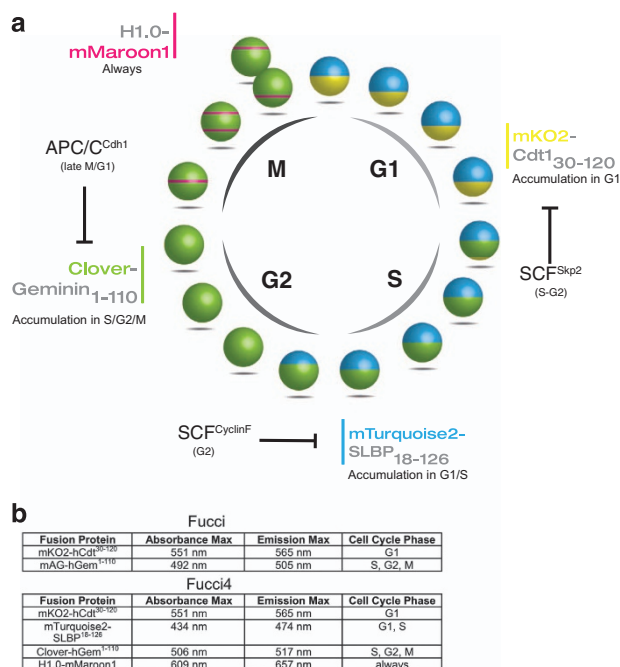 a
H1.0-
mMaroon1
Always
APC/C^Cdh1
(late M/G1)
M
G1
mKO2-
Cdt1 30-120
Accumulation in G1
Clover-
Geminin 1-110
Accumulation in S/G2/M
G2
S
SCF^Skp2
(S-G2)
SCF^CyclinF
(G2)
mTurquoise2-
SLBP 18-126
Accumulation in G1/S
b
Fucci
Fusion Protein Absorbance Max Emission Max Cell Cycle Phase
mKO2-hCdt^30-120 551 nm 565 nm G1
mAG-hGem^1-110 492 nm 505 nm S, G2, M
Fucci4
Fusion Protein Absorbance Max Emission Max Cell Cycle Phase
mKO2-hCdt^30-120 551 nm 565 nm G1
mTurquoise2- 434 nm 474 nm G1, S
SLBP^18-126
Clover-hGem^1-110 506 nm 517 nm S, G2, M
H1.0-mMaroon1 609 nm 657 nm always